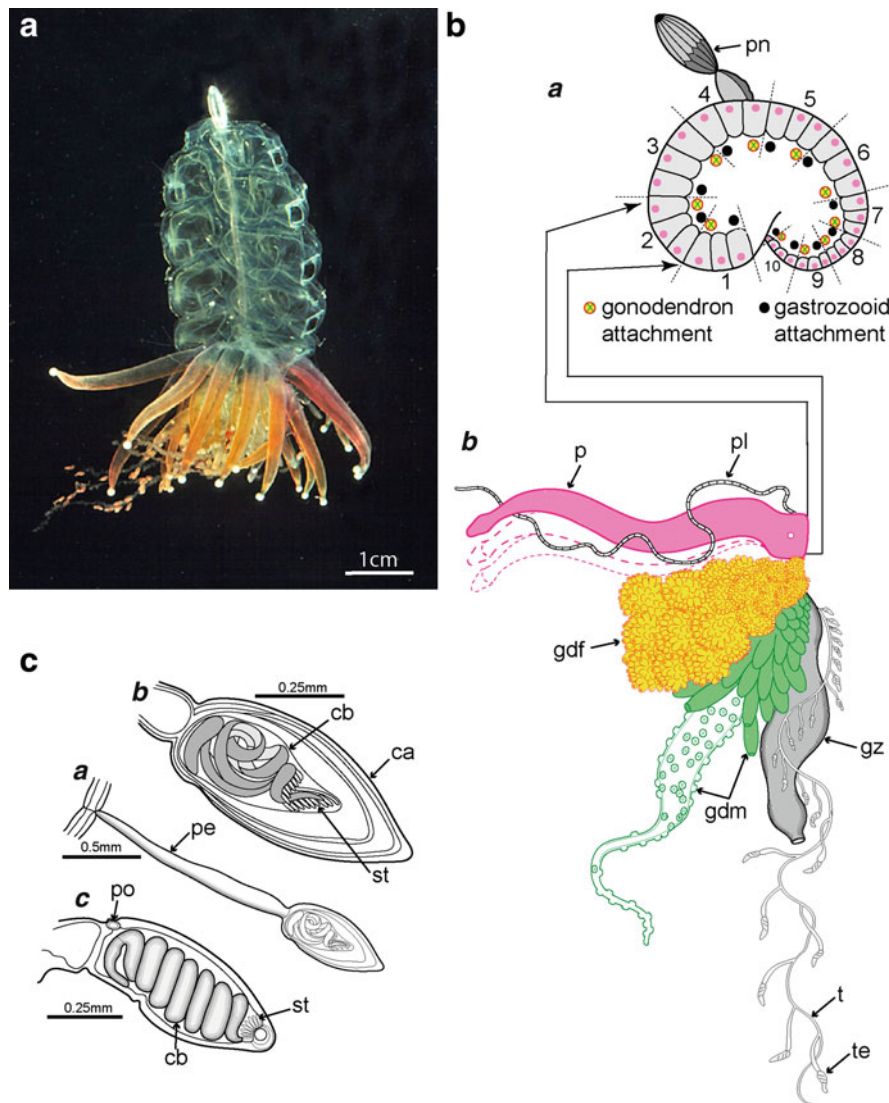 a
1cm
b
a
pn
4
5
3
6
2
7
8
1
10
9
gonodendron
attachment
gastrozooid
attachment
b
p
pl
gdf
gz
gdm
t
te
c
b
0.25mm
cb
ca
a
pe
st
0.5mm
c
po
st
0.25mm
cb